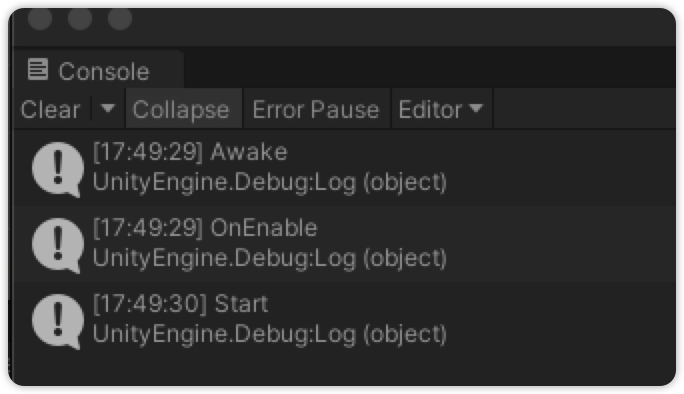 Console
Clear Collapse Error Pause Editor
[17:49:29] Awake
UnityEngine.Debug:Log (object)
[17:49:29] OnEnable
UnityEngine.Debug:Log (object)
[17:49:30] Start
UnityEngine.Debug:Log (object)